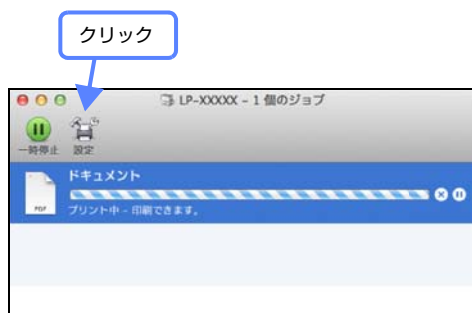 クリック
LP-XXXXX – 1 個のジョブ
一時停止 設定
ドキュメント
PDF
プリント中 - 印刷できます。